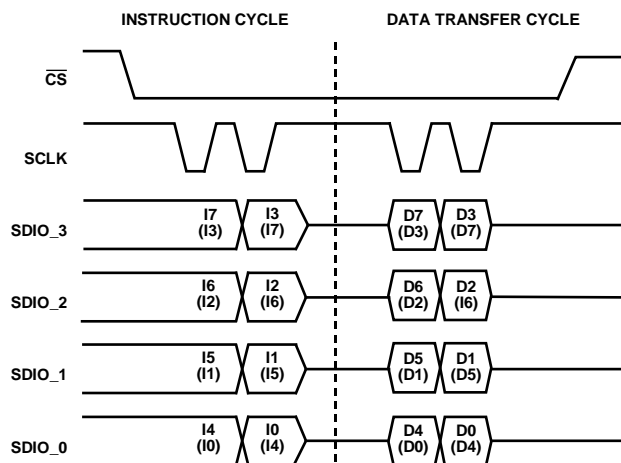 INSTRUCTION CYCLE DATA TRANSFER CYCLE
CS
SCLK
SDIO_3 I7 (I3) I3 (I7) D7 (D3) D3 (D7)
SDIO_2 I6 (I2) I2 (I6) D6 (D2) D2 (I6)
SDIO_1 I5 (I1) I1 (I5) D5 (D1) D1 (D5)
SDIO_0 I4 (I0) I0 (I4) D4 (D0) D0 (D4)